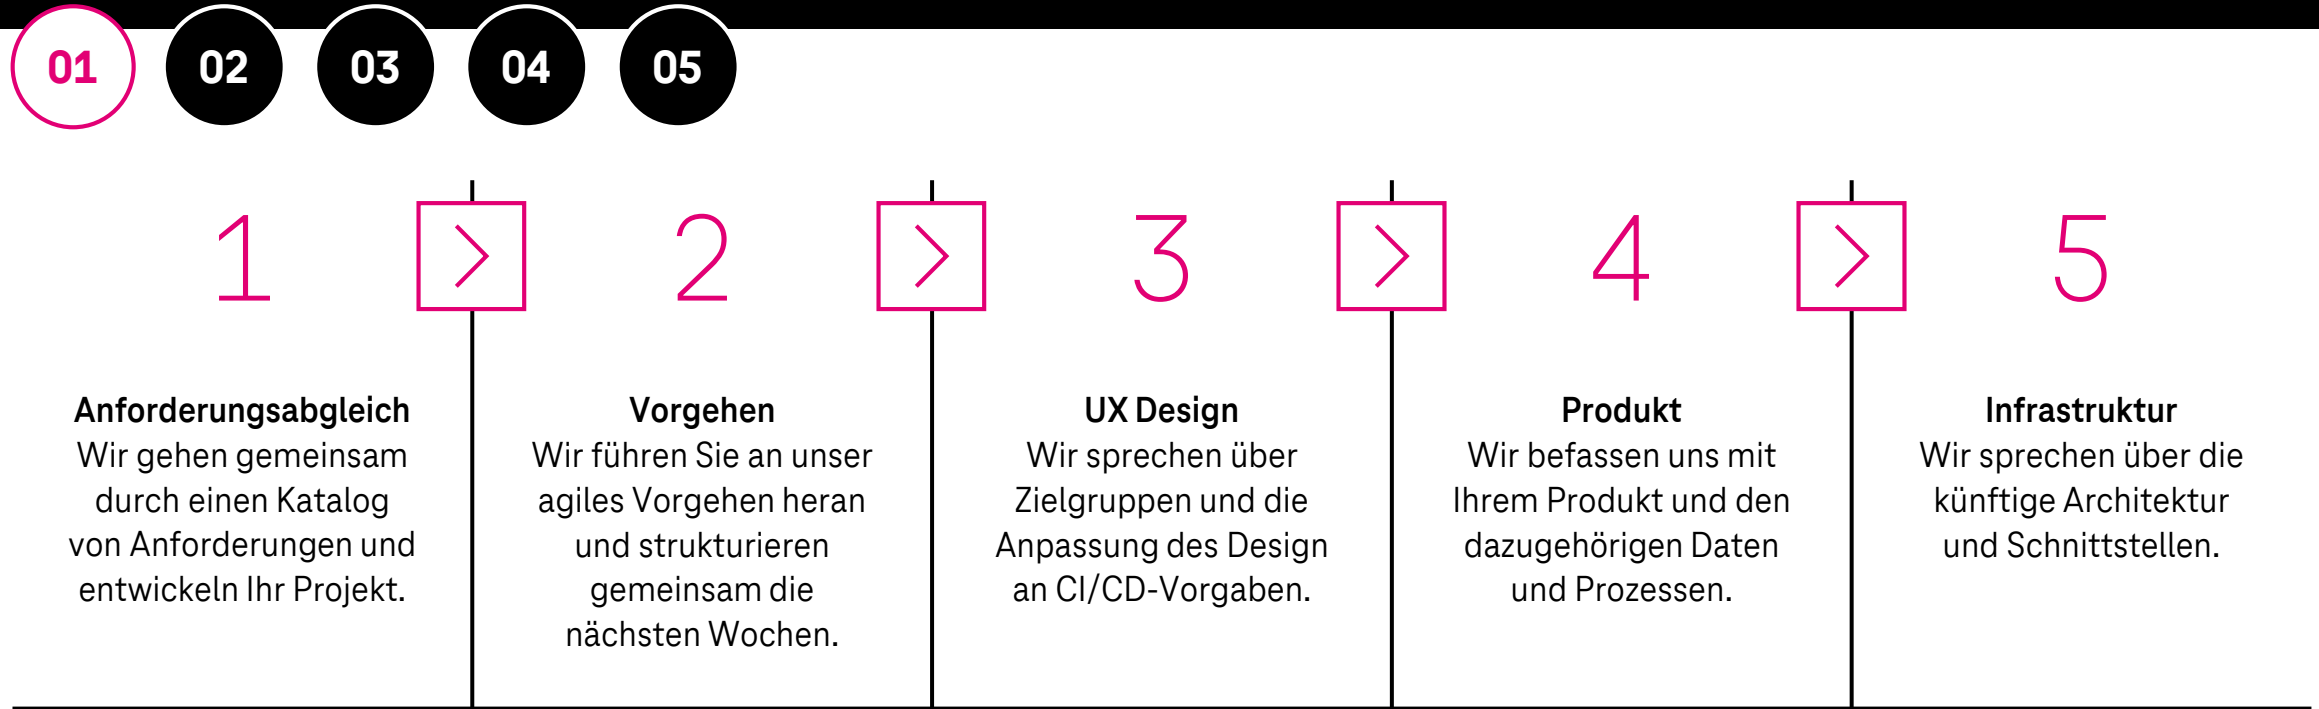 01 02 03 04 05
1
Anforderungsabgleich
Wir gehen gemeinsam
durch einen Katalog
von Anforderungen und
entwickeln Ihr Projekt.
2
Vorgehen
Wir führen Sie an unser
agiles Vorgehen heran
und strukturieren
gemeinsam die
nächsten Wochen.
3
UX Design
Wir sprechen über
Zielgruppen und die
Anpassung des Design
an CI/CD-Vorgaben.
4
Produkt
Wir befassen uns mit
Ihrem Produkt und den
dazugehörigen Daten
und Prozessen.
5
Infrastruktur
Wir sprechen über die
künftige Architektur
und Schnittstellen.